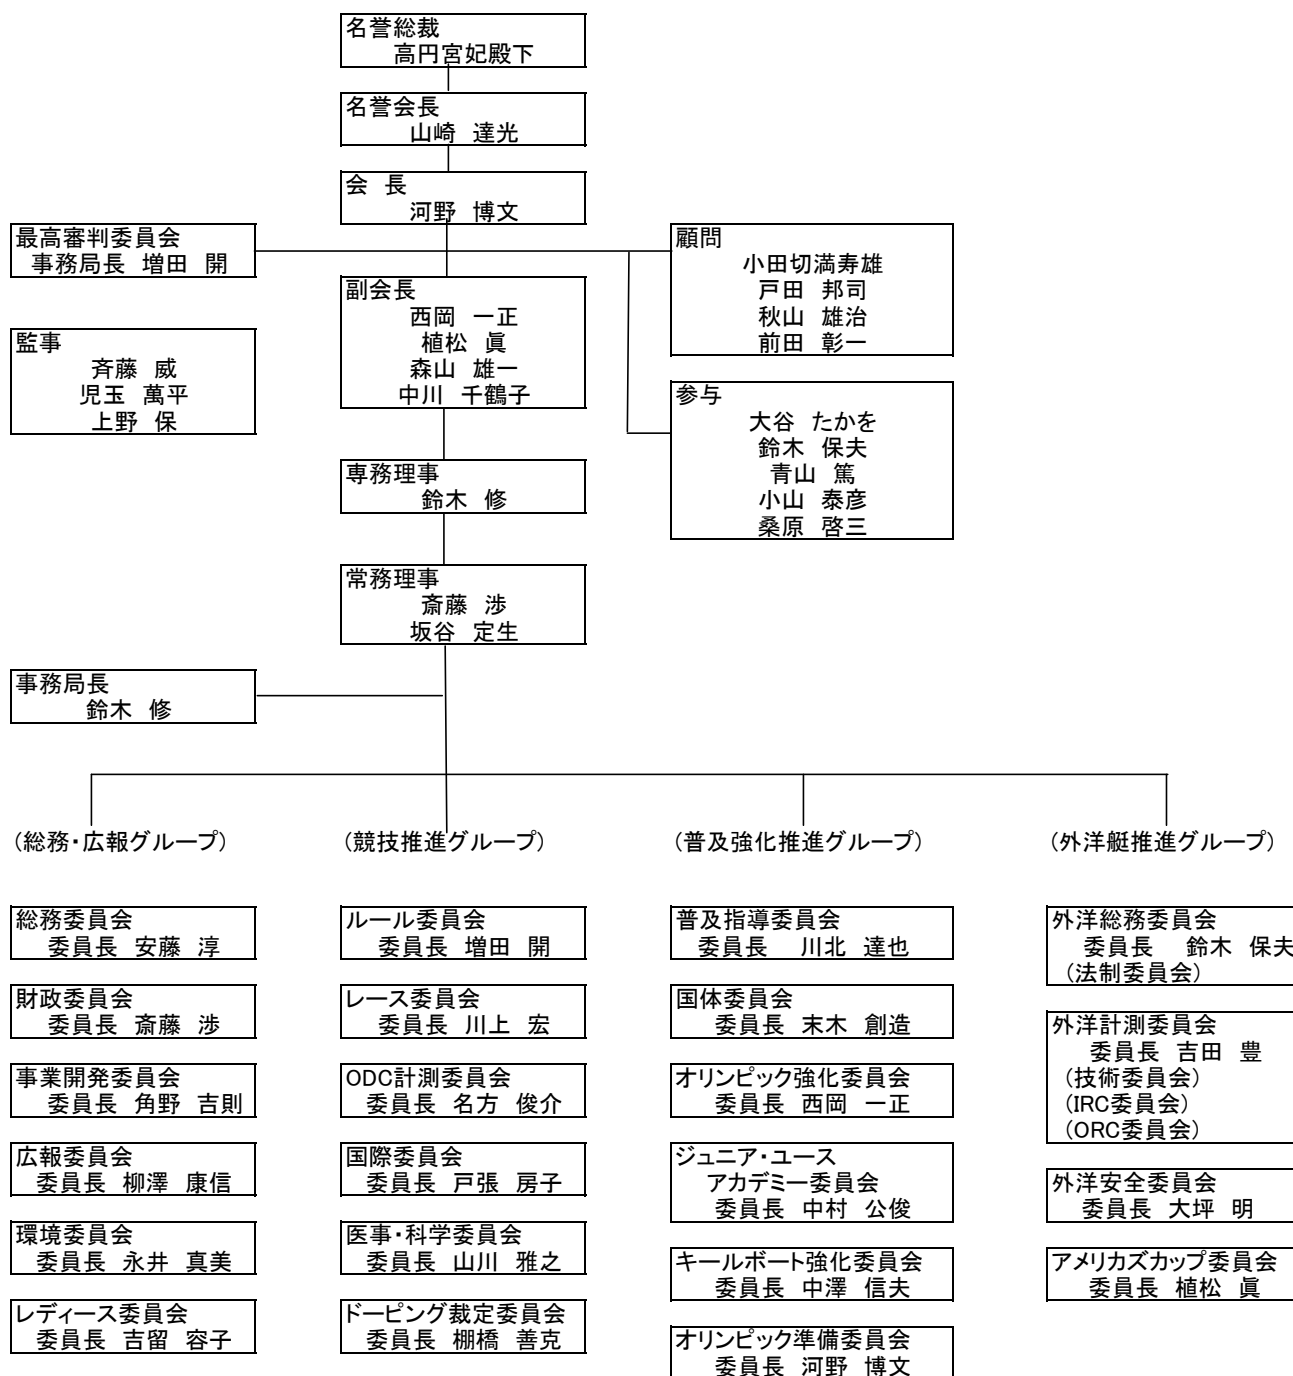 名誉総裁
高円宮妃殿下
名誉会長
山崎 達光
会 長
河野 博文
最高審判委員会
事務局長 増田 開
顧問
小田切満寿雄
戸田 邦司
秋山 雄治
前田 彰一
副会長
西岡 一正
植松 眞
森山 雄一
中川 千鶴子
監事
斉藤 威
児玉 萬平
上野 保
参与
大谷 たかを
鈴木 保夫
青山 篤
小山 泰彦
桑原 啓三
専務理事
鈴木 修
常務理事
斎藤 渉
坂谷 定生
事務局長
鈴木 修
(総務・広報グループ)
(競技推進グループ)
(普及強化推進グループ)
(外洋艇推進グループ)
総務委員会
委員長 安藤 淳
財政委員会
委員長 斎藤 渉
事業開発委員会
委員長 角野 吉則
広報委員会
委員長 柳澤 康信
環境委員会
委員長 永井 真美
レディース委員会
委員長 吉留 容子
ルール委員会
委員長 増田 開
レース委員会
委員長 川上 宏
ODC計測委員会
委員長 名方 俊介
国際委員会
委員長 戸張 房子
医事・科学委員会
委員長 山川 雅之
ドーピング裁定委員会
委員長 棚橋 善克
普及指導委員会
委員長 川北 達也
国体委員会
委員長 末木 創造
オリンピック強化委員会
委員長 西岡 一正
ジュニア・ユース
アカデミー委員会
委員長 中村 公俊
キールボート強化委員会
委員長 中澤 信夫
オリンピック準備委員会
委員長 河野 博文
外洋総務委員会
委員長 鈴木 保夫
(法制委員会)
外洋計測委員会
委員長 吉田 豊
(技術委員会)
(IRC委員会)
(ORC委員会)
外洋安全委員会
委員長 大坪 明
アメリカズカップ委員会
委員長 植松 眞